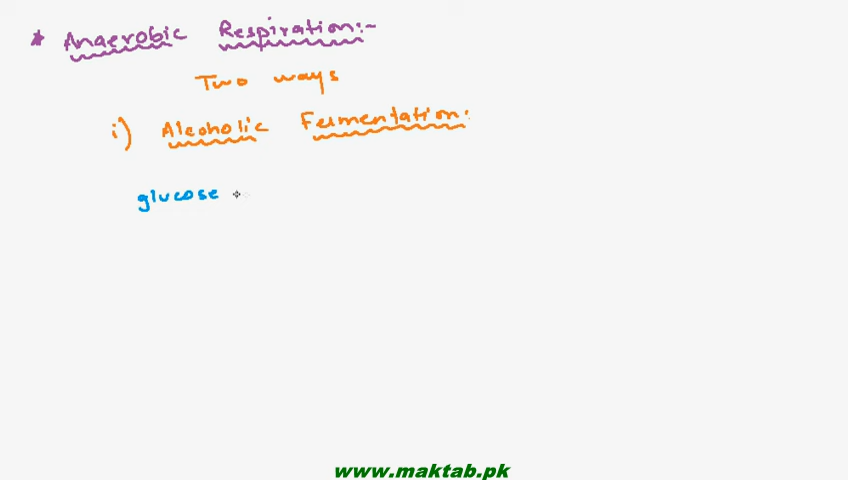 * Anaerobic Respiration:-
Two ways
i) Alcoholic Fermentation:
glucose
www.maktab.pk